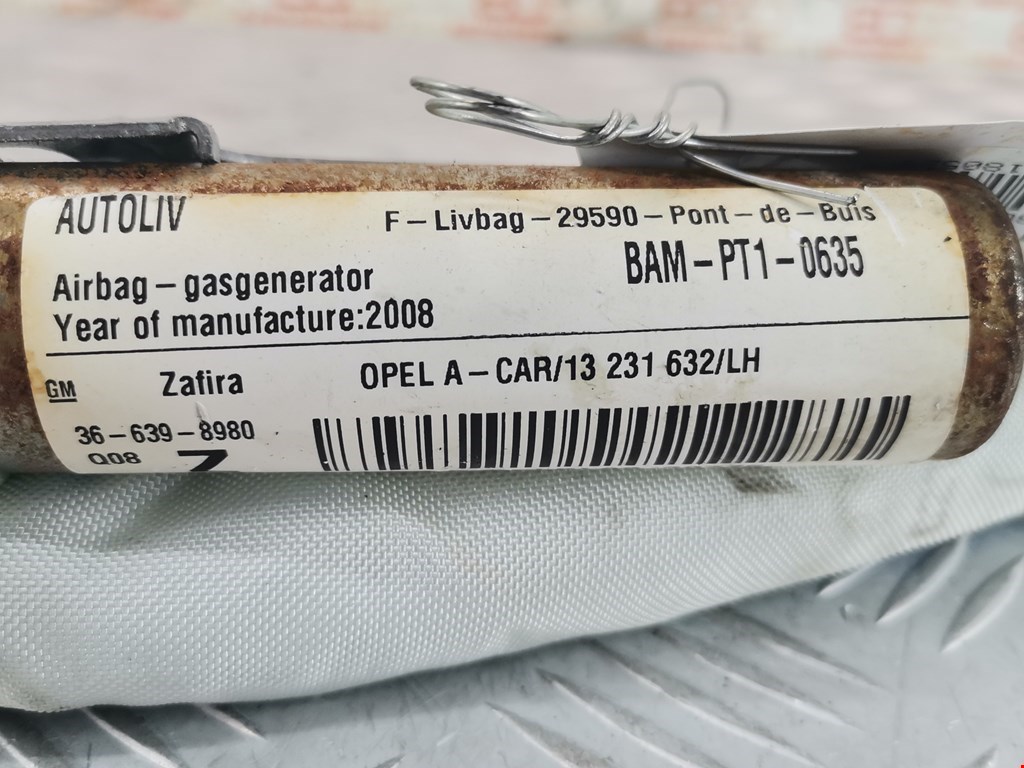 AUTOLIV
F-Livbag-29590-Pont-de-Buis
BAM-PT1-0635
Airbag-gasgenerator
Year of manufacture:2008
GM
Zafira
OPEL A-CAR/13 231 632/LH
36-639-8980
Q08